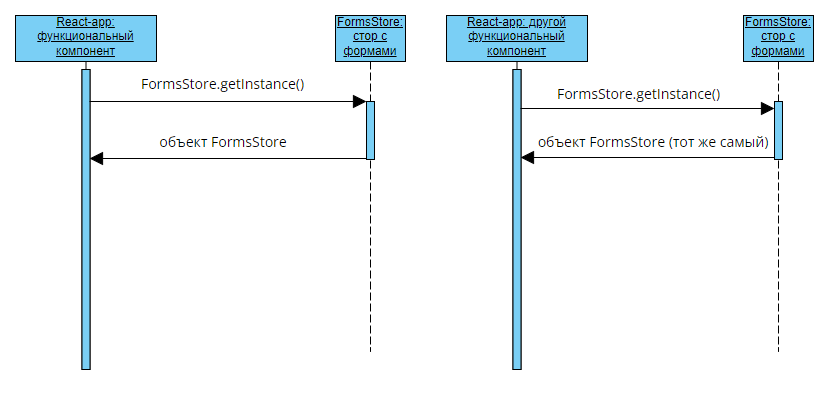 React-app:
функциональный
компонент
FormsStore:
стор с
формами
FormsStore.getInstance()
объект FormsStore
React-app: другой
функциональный
компонент
FormsStore:
стор с
формами
FormsStore.getInstance()
объект FormsStore (тот же самый)